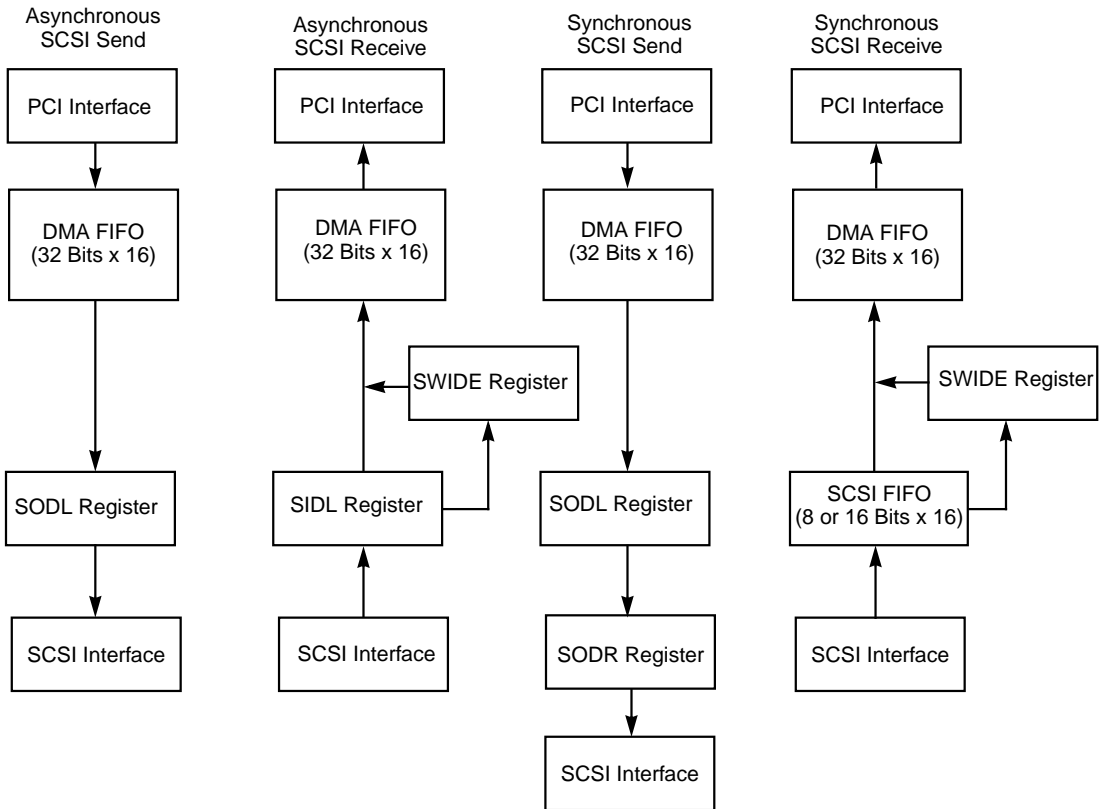 Asynchronous
SCSI Send
PCI Interface
DMA FIFO
(32 Bits x 16)
SODL Register
SCSI Interface
Asynchronous
SCSI Receive
PCI Interface
DMA FIFO
(32 Bits x 16)
SWIDE Register
SIDL Register
SCSI Interface
Synchronous
SCSI Send
PCI Interface
DMA FIFO
(32 Bits x 16)
SODL Register
SODR Register
SCSI Interface
Synchronous
SCSI Receive
PCI Interface
DMA FIFO
(32 Bits x 16)
SWIDE Register
SCSI FIFO
(8 or 16 Bits x 16)
SCSI Interface